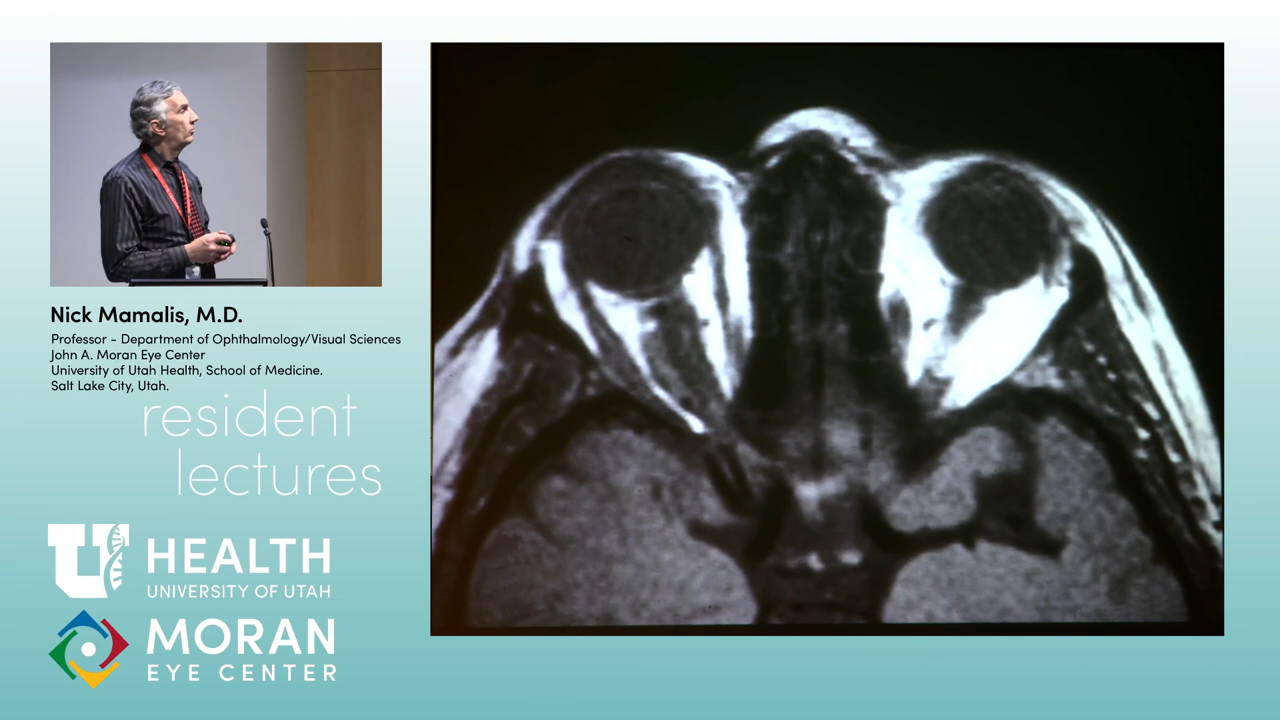 Nick Mamalis, M.D.
Professor - Department of Ophthalmology/Visual Sciences
John A. Moran Eye Center
University of Utah Health, School of Medicine.
Salt Lake City, Utah.
resident
lectures
U HEALTH
UNIVERSITY OF UTAH
MORAN
EYE CENTER